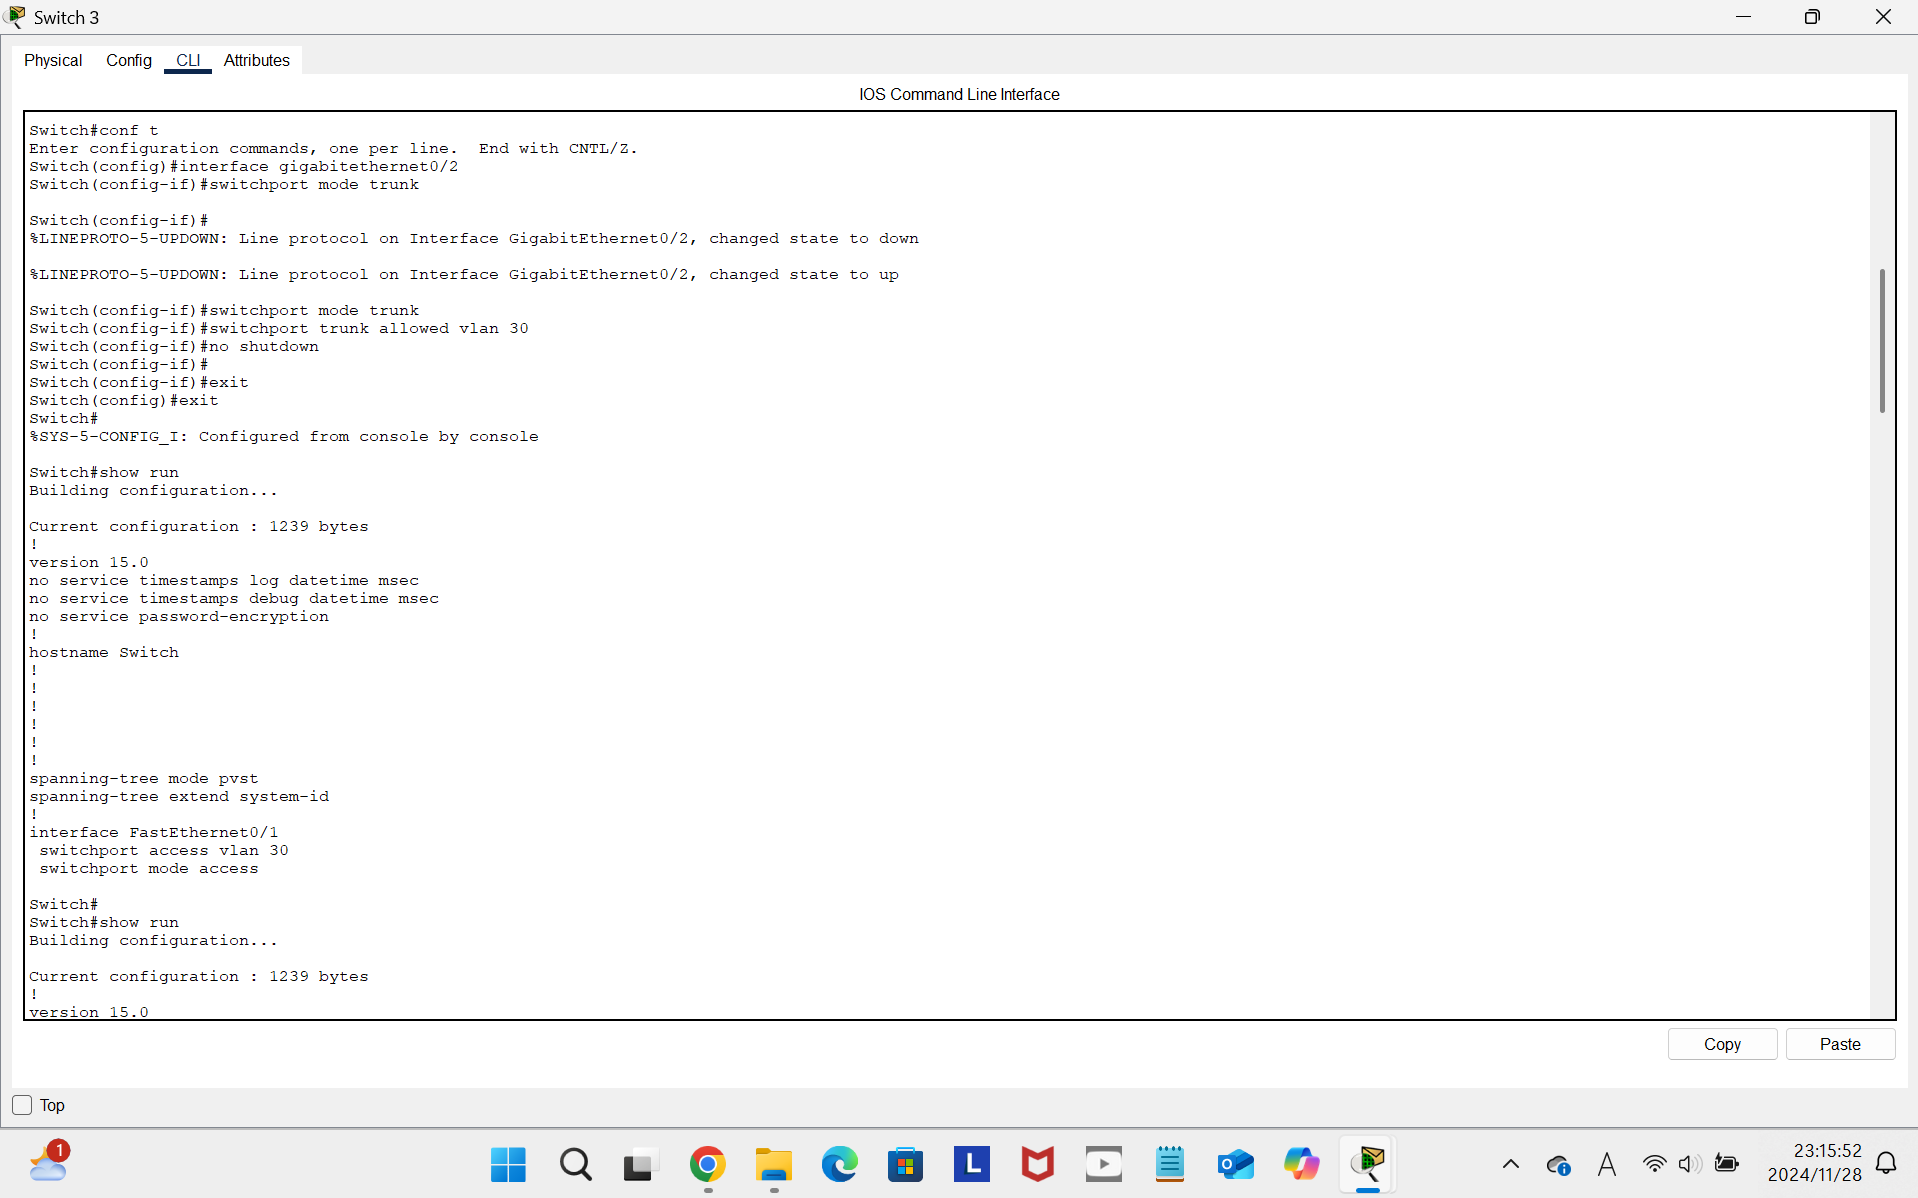 Switch 3
Physical Config CLI Attributes
IOS Command Line Interface
Switch#conf t
Enter configuration commands, one per line.  End with CNTL/Z.
Switch(config)#interface gigabitethernet0/2
Switch(config-if)#switchport mode trunk
Switch(config-if)#
%LINEPROTO-5-UPDOWN: Line protocol on Interface GigabitEthernet0/2, changed state to down
%LINEPROTO-5-UPDOWN: Line protocol on Interface GigabitEthernet0/2, changed state to up
Switch(config-if)#switchport mode trunk
Switch(config-if)#switchport trunk allowed vlan 30
Switch(config-if)#no shutdown
Switch(config-if)#
Switch(config-if)#exit
Switch(config)#exit
Switch#
%SYS-5-CONFIG_I: Configured from console by console
Switch#show run
Building configuration...
Current configuration : 1239 bytes
!
version 15.0
no service timestamps log datetime msec
no service timestamps debug datetime msec
no service password-encryption
!
hostname Switch
!
!
!
!
!
!
spanning-tree mode pvst
spanning-tree extend system-id
!
interface FastEthernet0/1
switchport access vlan 30
switchport mode access
Switch#
Switch#show run
Building configuration...
Current configuration : 1239 bytes
!
version 15.0
Copy Paste
Top
1
L
A
23:15:52
2024/11/28